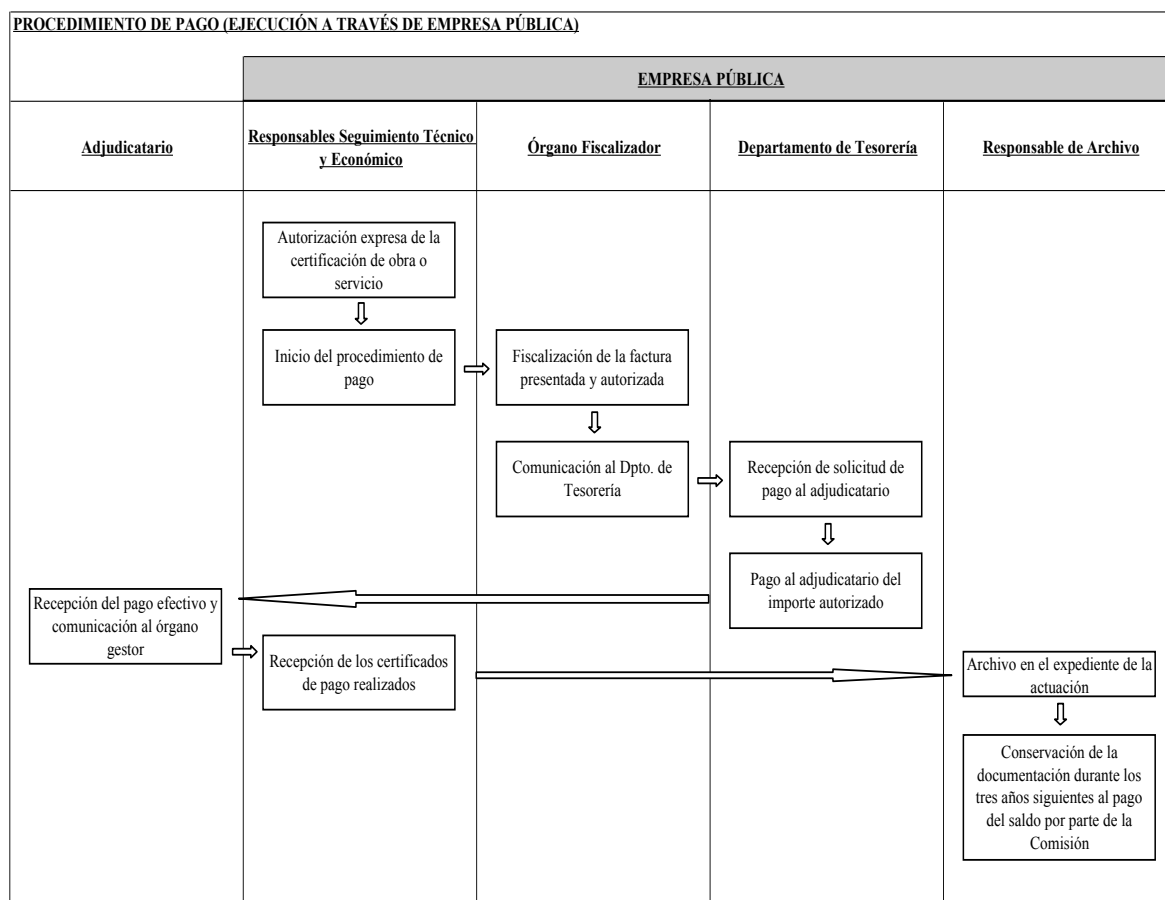 PROCEDIMIENTO DE PAGO (EJECUCIÓN A TRAVÉS DE EMPRESA PÚBLICA)
EMPRESA PÚBLICA
Adjudicatario
Responsables Seguimiento Técnico
y Económico
Órgano Fiscalizador
Departamento de Tesorería
Responsable de Archivo
Autorización expresa de la
certificación de obra o
servicio
Inicio del procedimiento de
pago
Fiscalización de la factura
presentada y autorizada
Comunicación al Dpto. de
Tesorería
Recepción de solicitud de
pago al adjudicatario
Pago al adjudicatario del
importe autorizado
Recepción del pago efectivo y
comunicación al órgano
gestor
Recepción de los certificados
de pago realizados
Archivo en el expediente de la
actuación
Conservación de la
documentación durante los
tres años siguientes al pago
del saldo por parte de la
Comisión